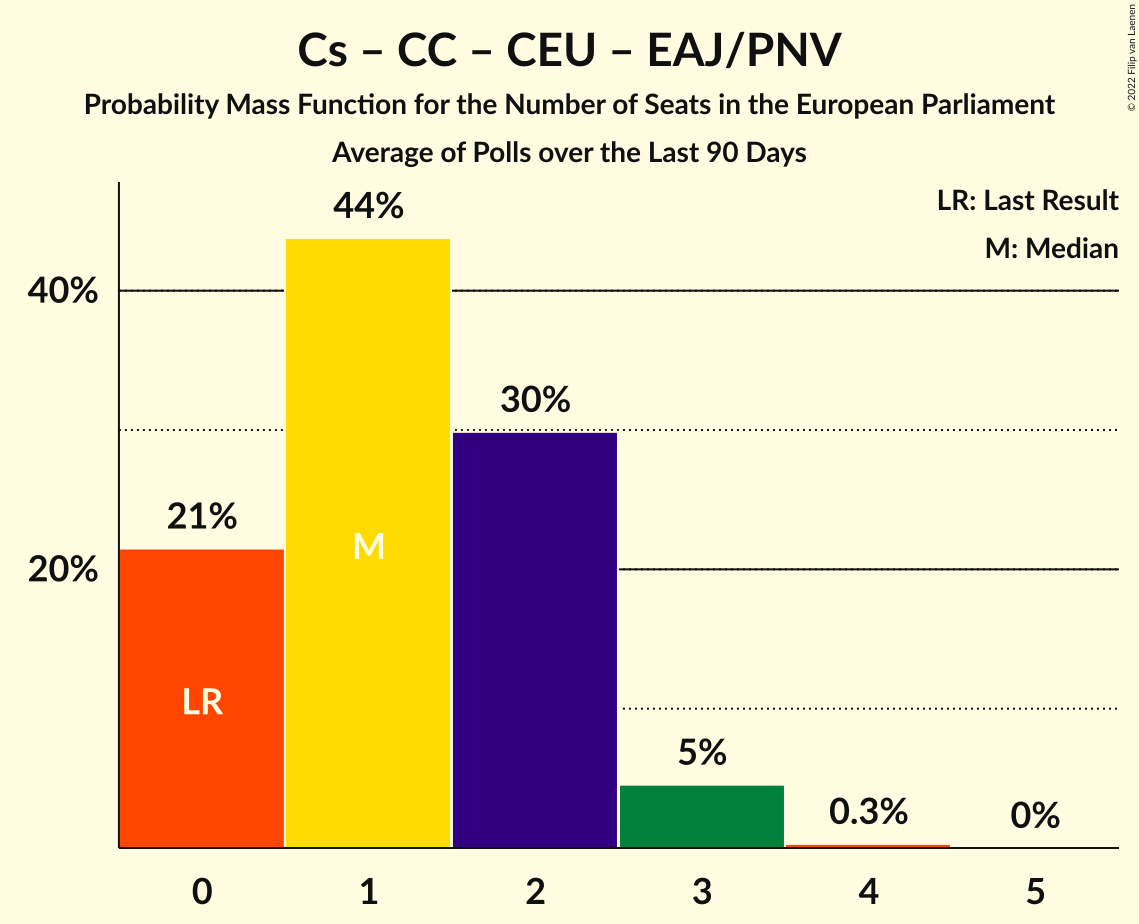 Cs – CC – CEU – EAJ/PNV
Probability Mass Function for the Number of Seats in the European Parliament
Average of Polls over the Last 90 Days
© 2022 Filip van Laenen
LR: Last Result
M: Median
44%
40%
30%
21%
20%
M
LR
5%
0.3%
0%
0 1 2 3 4 5